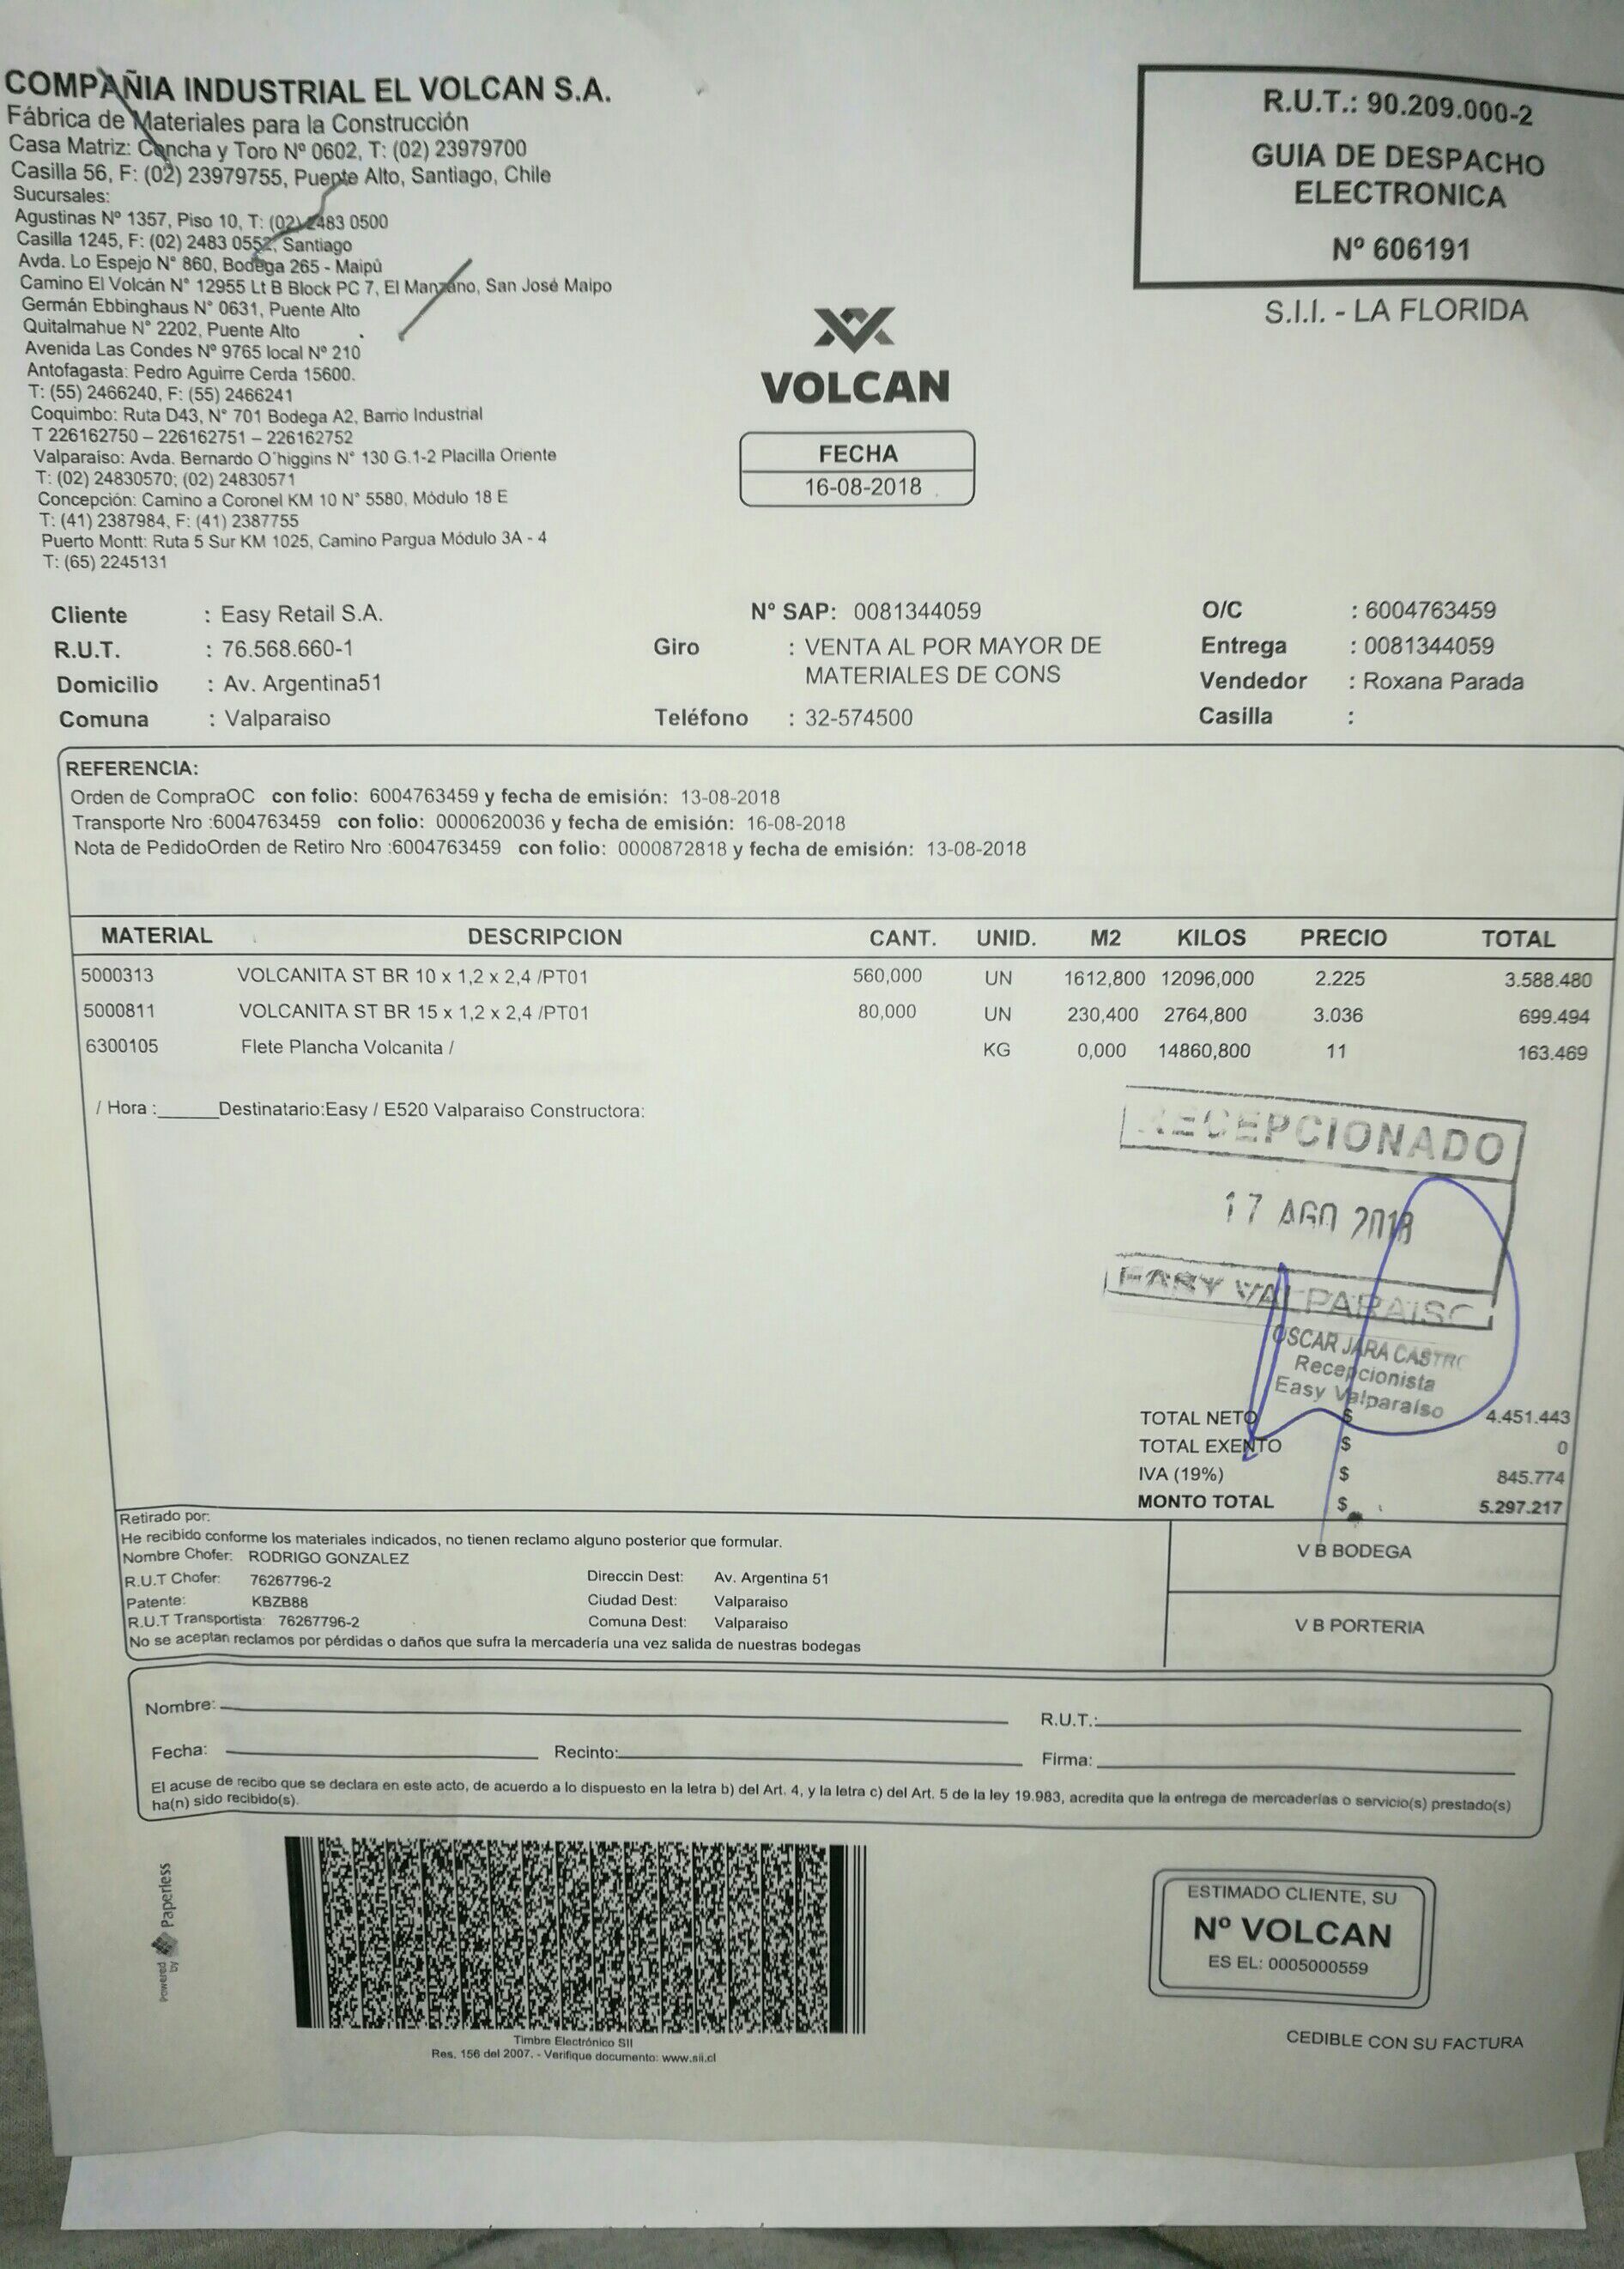 COMPAÑIA INDUSTRIAL EL VOLCAN S.A.
Fábrica de Materiales para la Construcción
Casa Matriz: Concha y Toro Nº 0602, T: (02) 23979700
Casilla 56, F: (02) 23979755, Puente Alto, Santiago, Chile
Sucursales:
Agustinas Nº 1357, Piso 10, T: (02) 2483 0500
Casilla 1245, F: (02) 2483 0552, Santiago
Avda. Lo Espejo N° 860, Bodega 265 - Maipú
Camino El Volcán N° 12955 Lt B Block PC 7, El Manzano, San José Maipo
Germán Ebbinghaus N° 0631, Puente Alto
Quitalmahue N° 2202, Puente Alto
Avenida Las Condes Nº 9765 local Nº 210
Antofagasta: Pedro Aguirre Cerda 15600.
T: (55) 2466240, F: (55) 2466241
Coquimbo: Ruta D43, N° 701 Bodega A2, Barrio Industrial
T 226162750 – 226162751 – 226162752
Valparaíso: Avda. Bernardo O´higgins N° 130 G.1-2 Placilla Oriente
T: (02) 24830570; (02) 24830571
Concepción: Camino a Coronel KM 10 N° 5580, Módulo 18 E
T: (41) 2387984, F: (41) 2387755
Puerto Montt: Ruta 5 Sur KM 1025, Camino Pargua Módulo 3A - 4
T: (65) 2245131
R.U.T.: 90.209.000-2
GUIA DE DESPACHO
ELECTRONICA
Nº 606191
S.I.I. - LA FLORIDA
VOLCAN
FECHA
16-08-2018
Cliente : Easy Retail S.A. N° SAP: 0081344059 O/C : 6004763459
R.U.T. : 76.568.660-1 Giro : VENTA AL POR MAYOR DE Entrega : 0081344059
MATERIALES DE CONS
Domicilio : Av. Argentina51 Vendedor : Roxana Parada
Comuna : Valparaiso Teléfono : 32-574500 Casilla :
REFERENCIA:
Orden de CompraOC con folio: 6004763459 y fecha de emisión: 13-08-2018
Transporte Nro :6004763459 con folio: 0000620036 y fecha de emisión: 16-08-2018
Nota de PedidoOrden de Retiro Nro :6004763459 con folio: 0000872818 y fecha de emisión: 13-08-2018
MATERIAL DESCRIPCION CANT. UNID. M2 KILOS PRECIO TOTAL
5000313 VOLCANITA ST BR 10 x 1,2 x 2,4 /PT01 560,000 UN 1612,800 12096,000 2.225 3.588.480
5000811 VOLCANITA ST BR 15 x 1,2 x 2,4 /PT01 80,000 UN 230,400 2764,800 3.036 699.494
6300105 Flete Plancha Volcanita / KG 0,000 14860,800 11 163.469
/ Hora :______Destinatario:Easy / E520 Valparaiso Constructora:
RECEPCIONADO
17 AGO 2018
EASY VALPARAISO
OSCAR JARA CASTRO
Recepcionista
Easy Valparaíso
TOTAL NETO $ 4.451.443
TOTAL EXENTO $ 0
IVA (19%) $ 845.774
MONTO TOTAL $ 5.297.217
Retirado por:
He recibido conforme los materiales indicados, no tienen reclamo alguno posterior que formular.
Nombre Chofer: RODRIGO GONZALEZ
R.U.T Chofer: 76267796-2 Direccin Dest: Av. Argentina 51
Patente: KBZB88 Ciudad Dest: Valparaiso
R.U.T Transportista: 76267796-2 Comuna Dest: Valparaiso
No se aceptan reclamos por pérdidas o daños que sufra la mercadería una vez salida de nuestras bodegas
V B BODEGA
V B PORTERIA
Nombre: R.U.T.:
Fecha: Recinto: Firma:
El acuse de recibo que se declara en este acto, de acuerdo a lo dispuesto en la letra b) del Art. 4, y la letra c) del Art. 5 de la ley 19.983, acredita que la entrega de mercaderías o servicio(s) prestado(s)
ha(n) sido recibido(s).
Powered by Paperless
Timbre Electrónico SII
Res. 156 del 2007. - Verifique documento: www.sii.cl
ESTIMADO CLIENTE, SU
Nº VOLCAN
ES EL: 0005000559
CEDIBLE CON SU FACTURA